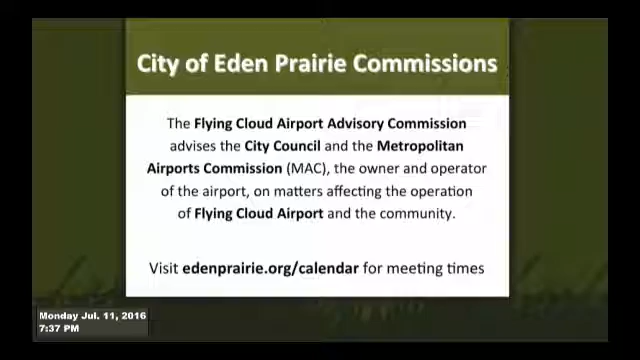 City of Eden Prairie Commissions
The Flying Cloud Airport Advisory Commission
advises the City Council and the Metropolitan
Airports Commission (MAC), the owner and operator
of the airport, on matters affecting the operation
of Flying Cloud Airport and the community.
Visit edenprairie.org/calendar for meeting times
Monday Jul. 11, 2016
7:37 PM